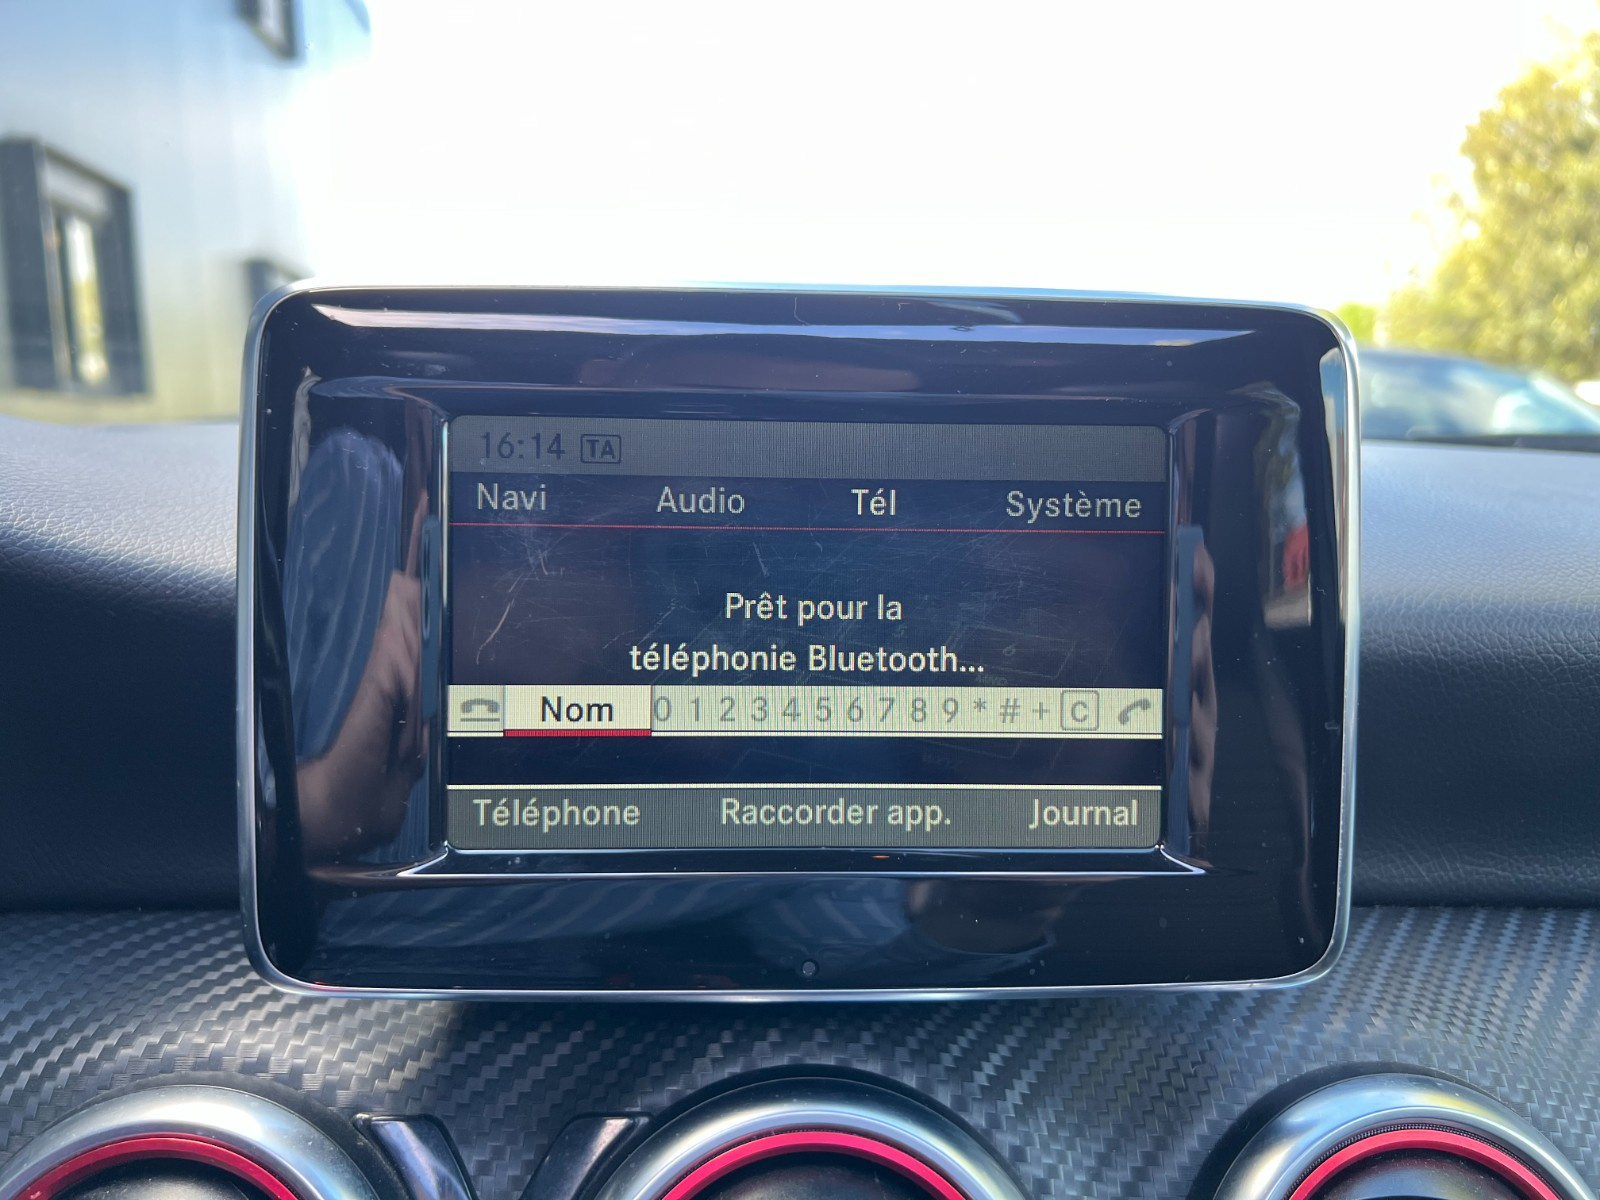 16:14 TA
Navi Audio Tél Système
Prêt pour la
téléphonie Bluetooth...
Nom 0 1 2 3 4 5 6 7 8 9 * # + C
Téléphone Raccorder app. Journal